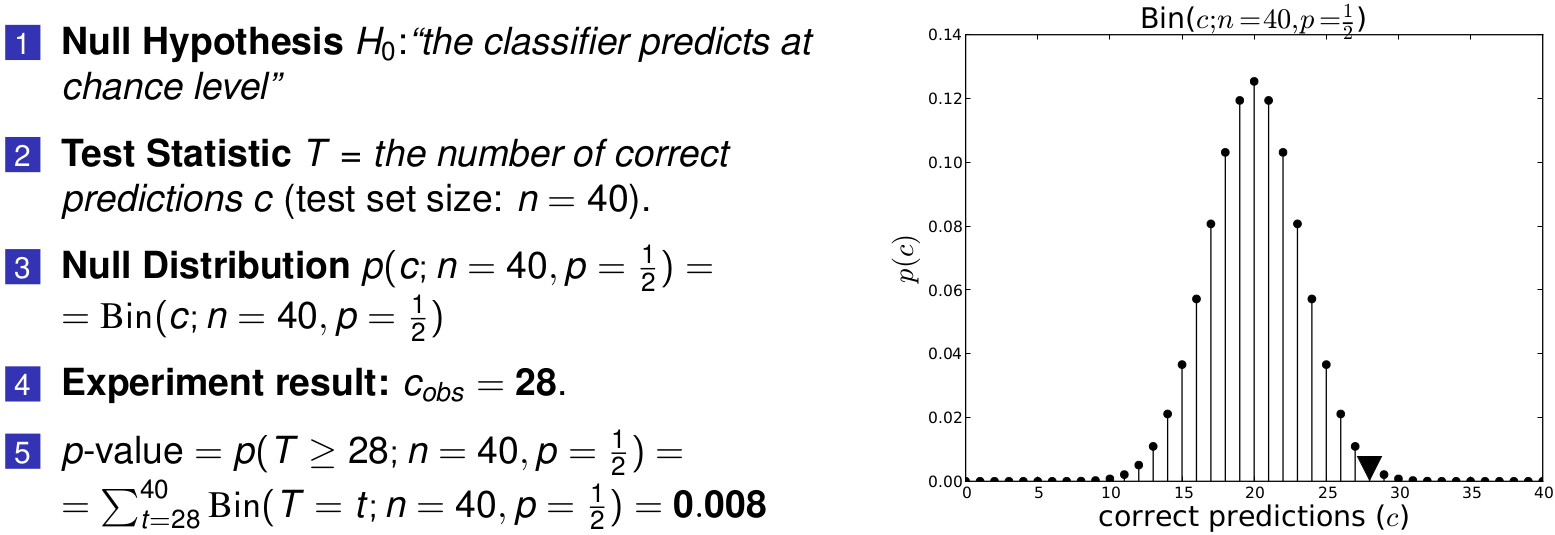 1 Null Hypothesis H₀: “the classifier predicts at
chance level”
2 Test Statistic T = the number of correct
predictions c (test set size: n = 40).
3 Null Distribution p(c; n = 40, p = 1/2) =
= Bin(c; n = 40, p = 1/2)
4 Experiment result: c_obs = 28.
5 p-value = p(T ≥ 28; n = 40, p = 1/2) =
= ∑_{t=28}^{40} Bin(T = t; n = 40, p = 1/2) = 0.008
Bin(c; n = 40, p = 1/2)
0.14
0.12
0.10
0.08
0.06
0.04
0.02
0.00
p(c)
0 5 10 15 20 25 30 35 40
correct predictions (c)